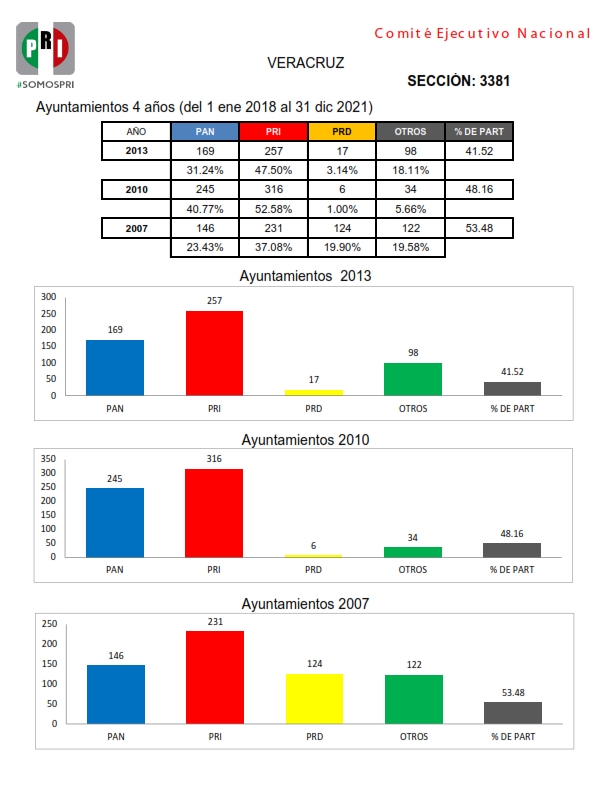 Comité Ejecutivo Nacional
PRI
#SOMOSPRI
VERACRUZ
SECCIÓN: 3381
Ayuntamientos 4 años (del 1 ene 2018 al 31 dic 2021)
AÑO PAN PRI PRD OTROS % DE PART
2013 169 257 17 98 41.52
31.24% 47.50% 3.14% 18.11%
2010 245 316 6 34 48.16
40.77% 52.58% 1.00% 5.66%
2007 146 231 124 122 53.48
23.43% 37.08% 19.90% 19.58%
Ayuntamientos 2013
300
250
200
150
100
50
0
169 257 17 98 41.52
PAN PRI PRD OTROS % DE PART
Ayuntamientos 2010
350
300
250
200
150
100
50
0
245 316 6 34 48.16
PAN PRI PRD OTROS % DE PART
Ayuntamientos 2007
250
200
150
100
50
0
146 231 124 122 53.48
PAN PRI PRD OTROS % DE PART